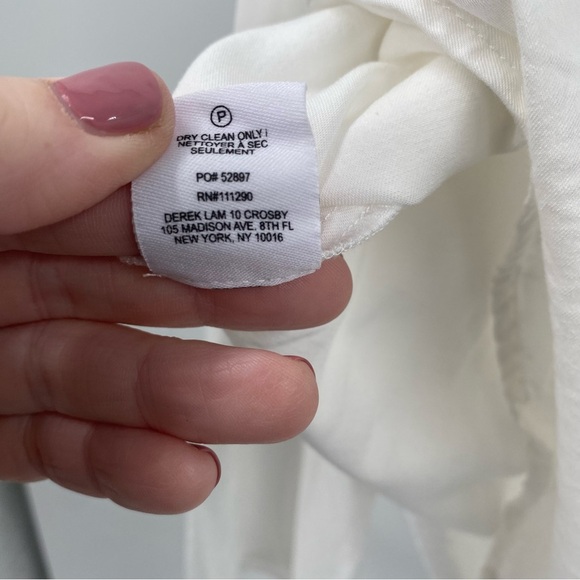 P
DRY CLEAN ONLY /
NETTOYER À SEC
SEULEMENT
PO# 52897
RN#111290
DEREK LAM 10 CROSBY
105 MADISON AVE. 8TH FL
NEW YORK, NY 10016